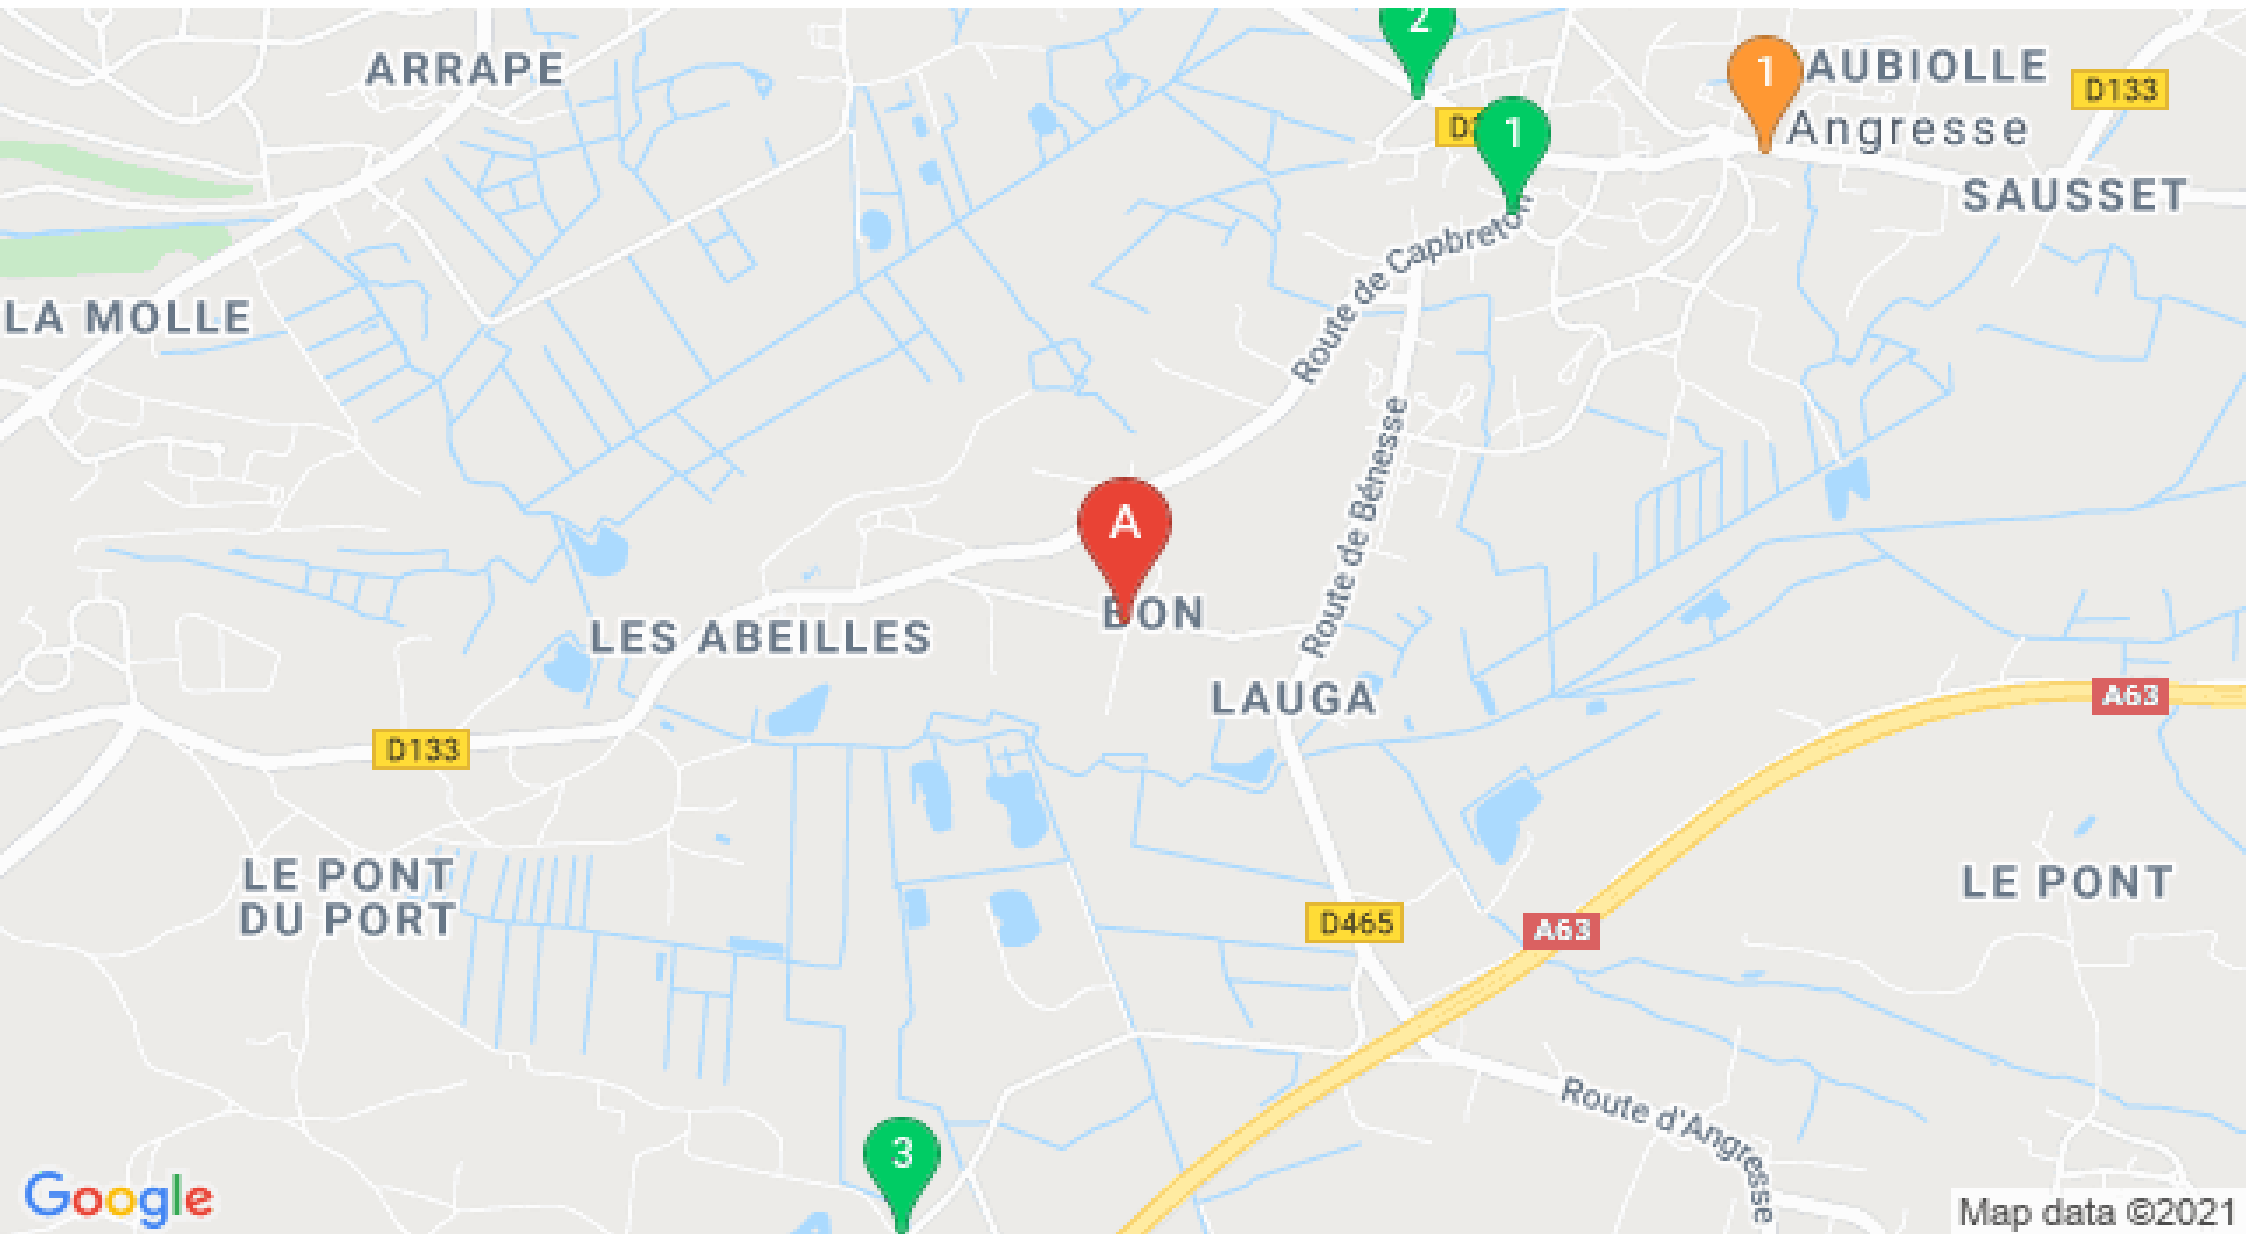 2
ARRAPE
1
AUBIOLLE
D133
1
Angresse
SAUSSET
Route de Capbreton
LA MOLLE
Route de Bénesse
A
BON
LES ABEILLES
LAUGA
A63
D133
LE PONT
DU PORT
LE PONT
D465
A63
Route d'Angresse
3
Google
Map data ©2021